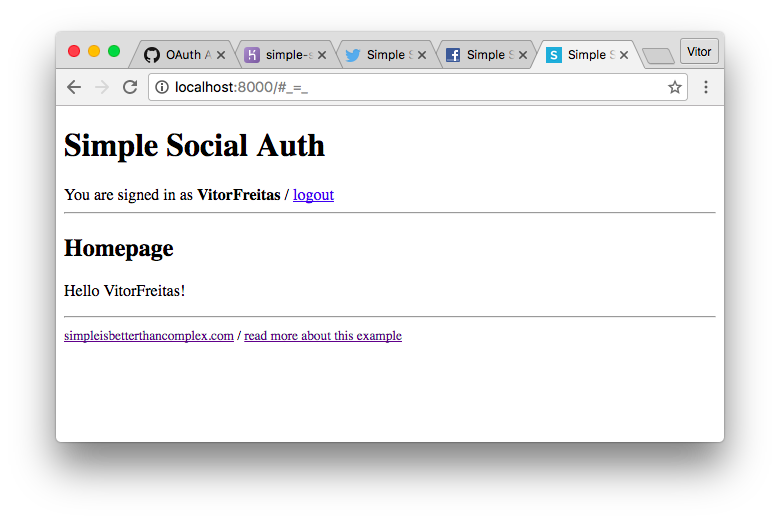 OAuth A simple-s Simple S Simple S Simple S Vitor
localhost:8000/#_=_
Simple Social Auth
You are signed in as VitorFreitas / logout
Homepage
Hello VitorFreitas!
simpleisbetterthancomplex.com / read more about this example